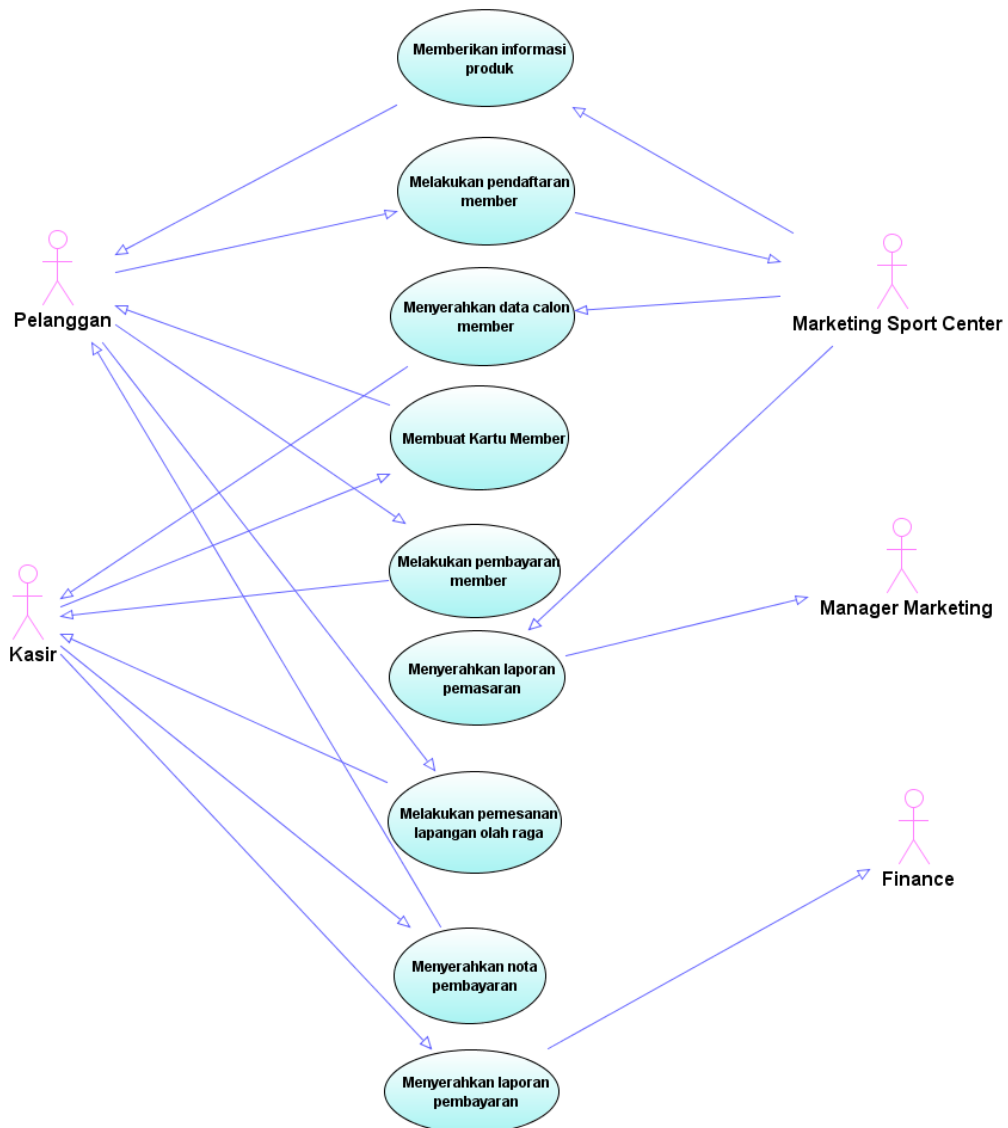 Memberikan informasi
produk
Melakukan pendaftaran
member
Pelanggan
Menyerahkan data calon
member
Marketing Sport Center
Membuat Kartu Member
Melakukan pembayaran
member
Manager Marketing
Kasir
Menyerahkan laporan
pemasaran
Melakukan pemesanan
lapangan olah raga
Finance
Menyerahkan nota
pembayaran
Menyerahkan laporan
pembayaran